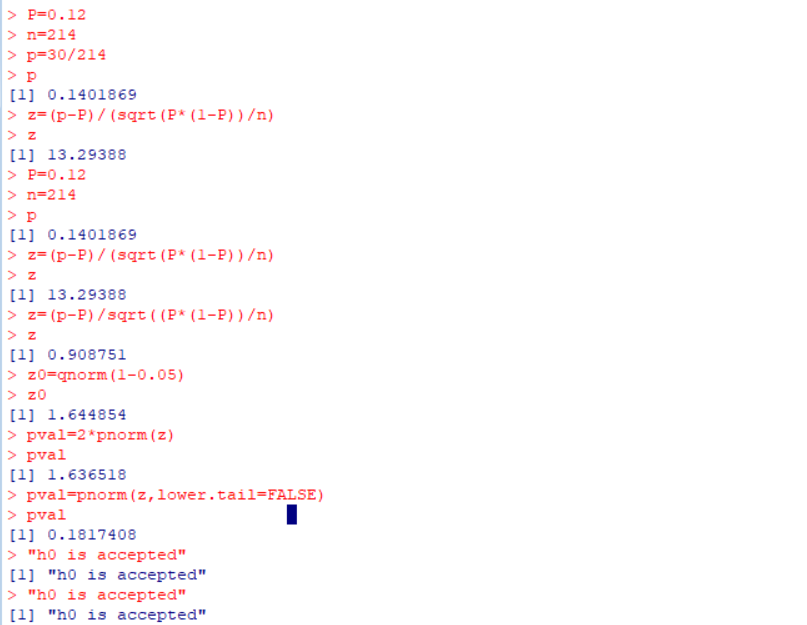 > P=0.12
> n=214
> p=30/214
> p
[1] 0.1401869
> z=(p-P)/(sqrt(P*(1-P))/n)
> z
[1] 13.29388
> P=0.12
> n=214
> p
[1] 0.1401869
> z=(p-P)/(sqrt(P*(1-P))/n)
> z
[1] 13.29388
> z=(p-P)/sqrt((P*(1-P))/n)
> z
[1] 0.908751
> z0=qnorm(1-0.05)
> z0
[1] 1.644854
> pval=2*pnorm(z)
> pval
[1] 1.636518
> pval=pnorm(z,lower.tail=FALSE)
> pval
[1] 0.1817408
> "h0 is accepted"
[1] "h0 is accepted"
> "h0 is accepted"
[1] "h0 is accepted"